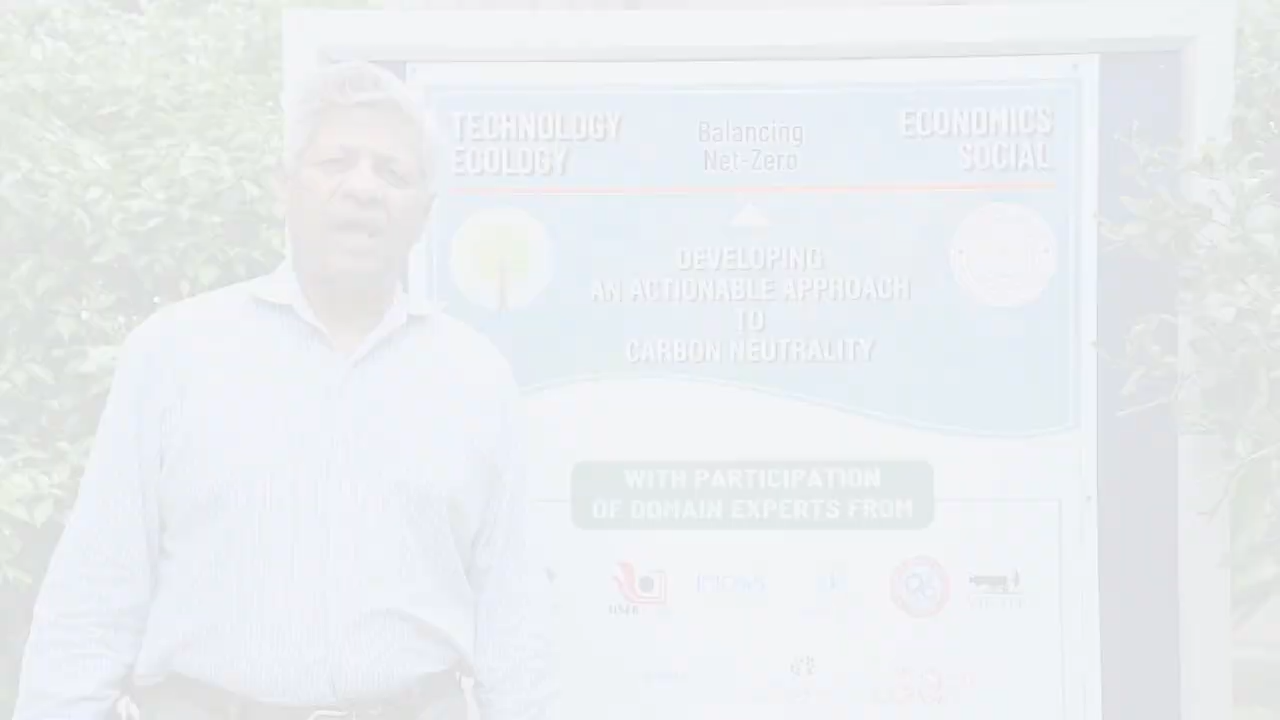 TECHNOLOGY
ECOLOGY
Balancing
Net-Zero
ECONOMICS
SOCIAL
DEVELOPING
AN ACTIONABLE APPROACH
TO
CARBON NEUTRALITY
WITH PARTICIPATION
OF DOMAIN EXPERTS FROM